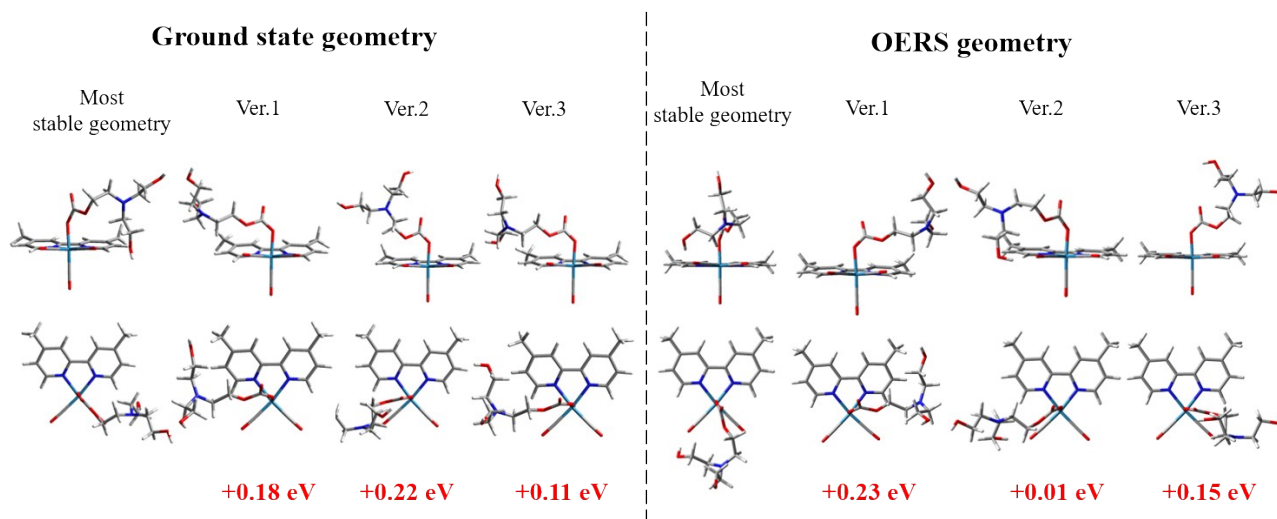 Ground state geometry
Most
stable geometry
Ver.1
Ver.2
Ver.3
+0.18 eV
+0.22 eV
+0.11 eV
OERS geometry
Most
stable geometry
Ver.1
Ver.2
Ver.3
+0.23 eV
+0.01 eV
+0.15 eV